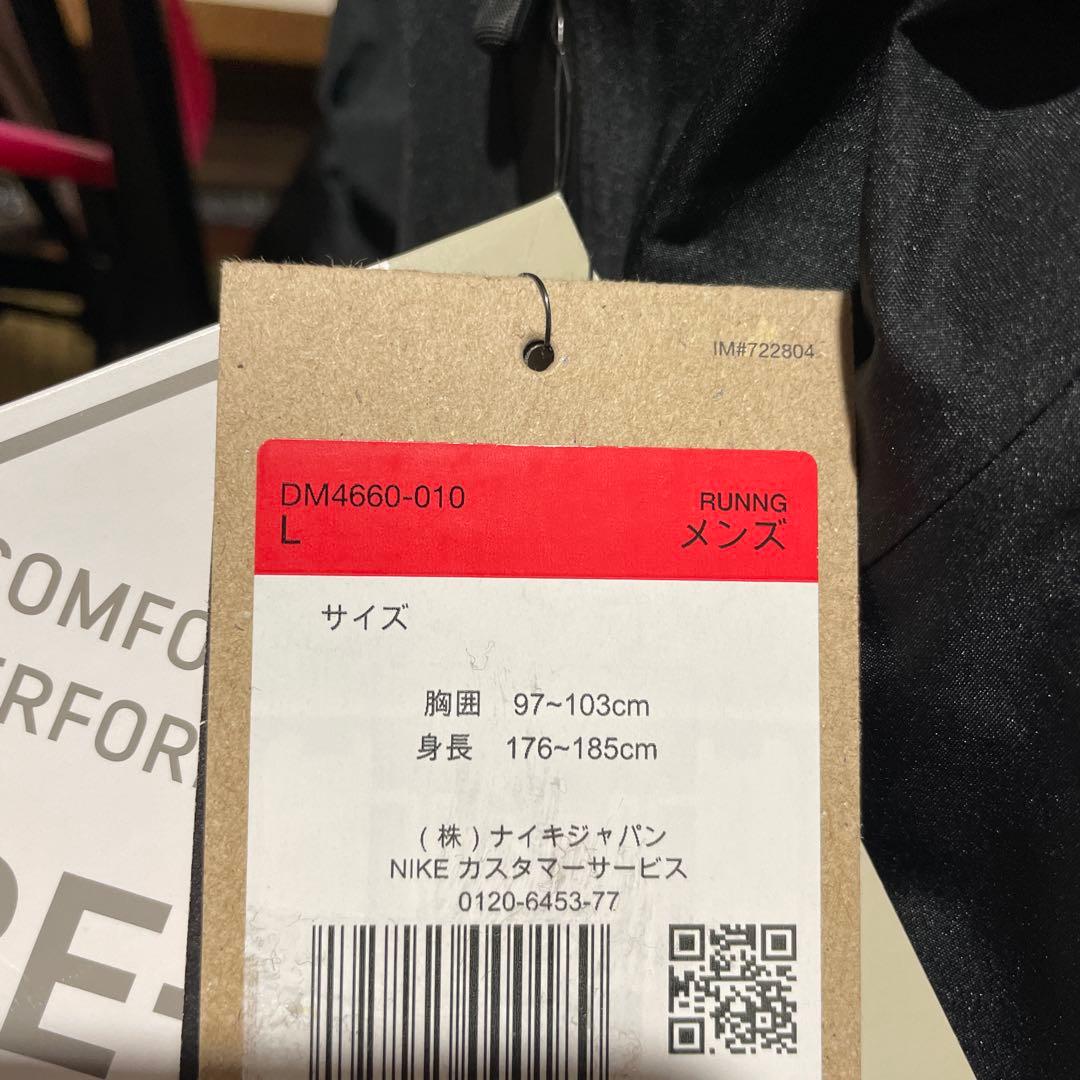 IM#722804
DM4660-010
L
RUNNG
メンズ
サイズ
胸囲 97~103cm
身長 176~185cm
(株)ナイキジャパン
NIKE カスタマーサービス
0120-6453-77